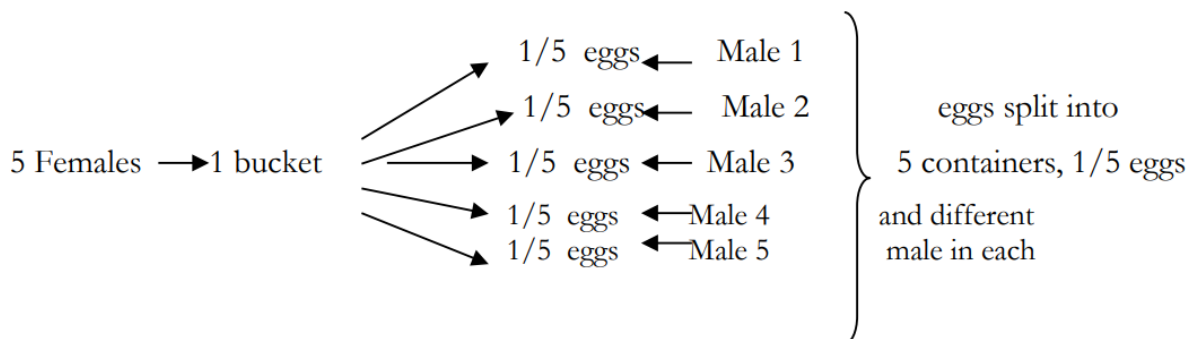 1/5 eggs Male 1
1/5 eggs Male 2
5 Females 1 bucket 1/5 eggs Male 3
1/5 eggs Male 4
1/5 eggs Male 5
eggs split into
5 containers, 1/5 eggs
and different
male in each